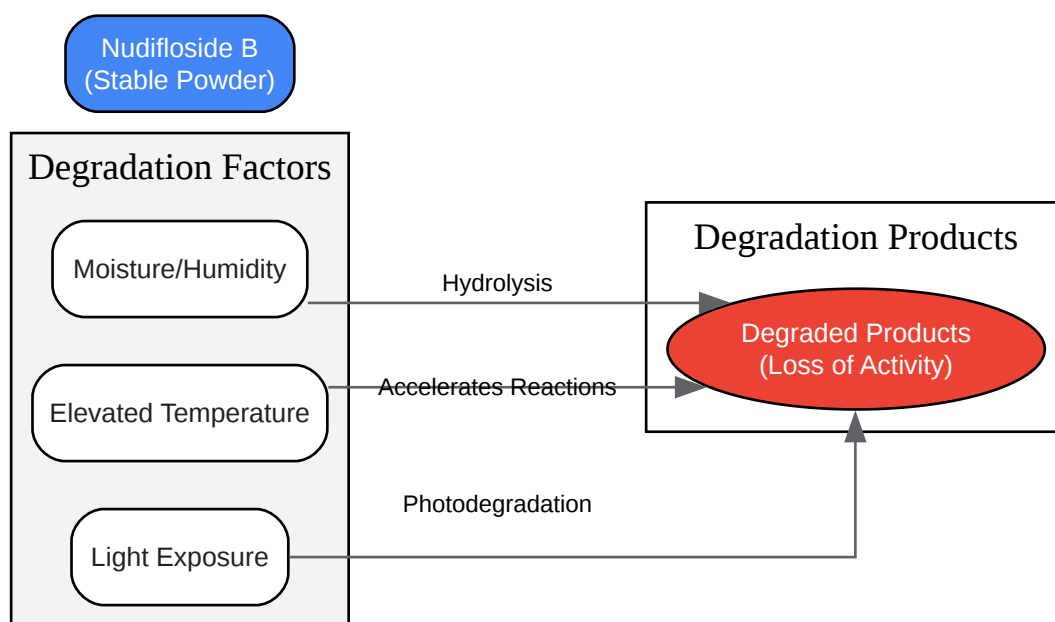 Nudifloside B
(Stable Powder)
Degradation Factors
Moisture/Humidity
Elevated Temperature
Light Exposure
Hydrolysis
Accelerates Reactions
Photodegradation
Degradation Products
Degraded Products
(Loss of Activity)